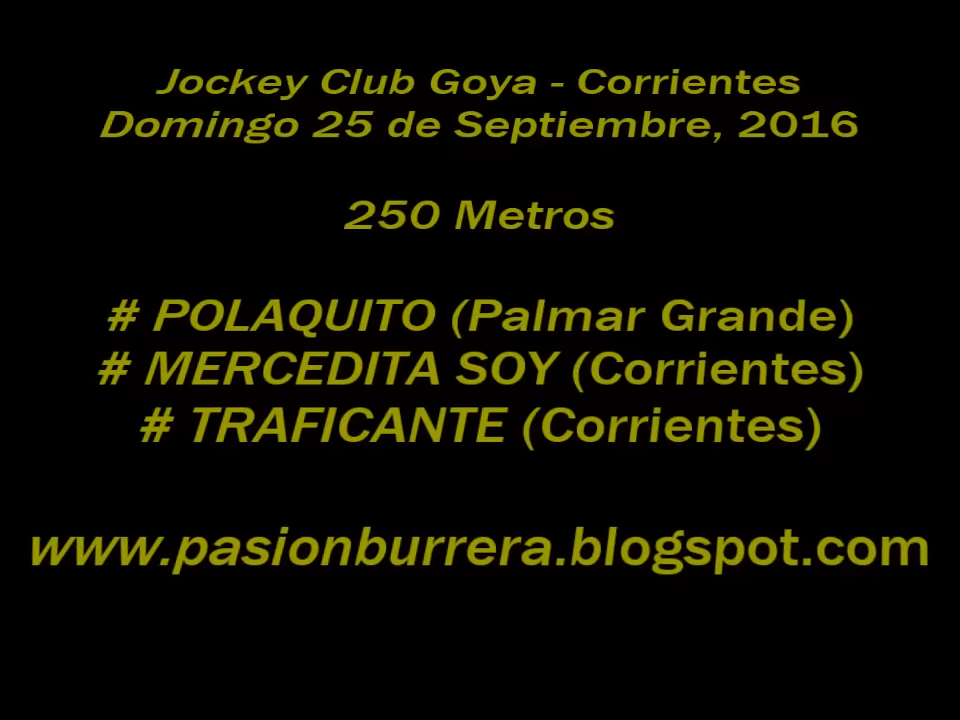 Jockey Club Goya - Corrientes
Domingo 25 de Septiembre, 2016
250 Metros
# POLAQUITO (Palmar Grande)
# MERCEDITA SOY (Corrientes)
# TRAFICANTE (Corrientes)
www.pasionburrera.blogspot.com